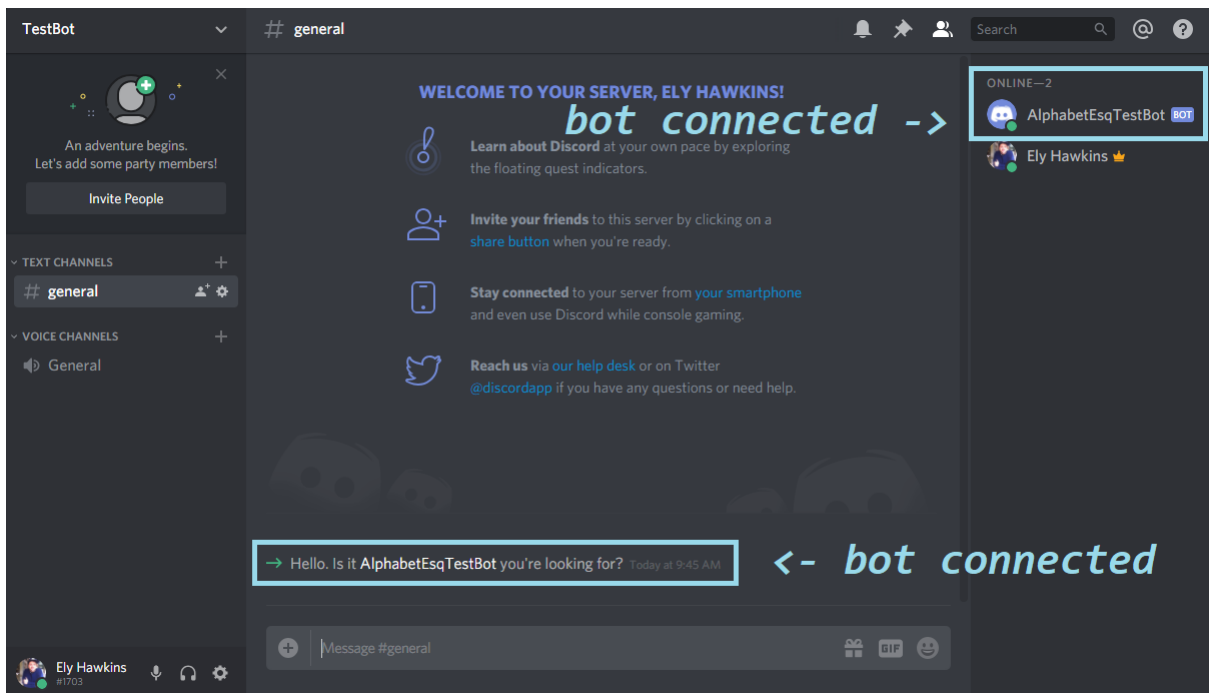 TestBot
# general
Search
An adventure begins.
Let's add some party members!
Invite People
TEXT CHANNELS
# general
VOICE CHANNELS
General
WELCOME TO YOUR SERVER, ELY HAWKINS!
bot connected ->
Learn about Discord at your own pace by exploring
the floating quest indicators.
Invite your friends to this server by clicking on a
share button when you're ready.
Stay connected to your server from your smartphone
and even use Discord while console gaming.
Reach us via our help desk or on Twitter
@discordapp if you have any questions or need help.
→ Hello. Is it AlphabetEsqTestBot you're looking for? Today at 9:45 AM
<- bot connected
Message #general
GIF
ONLINE—2
AlphabetEsqTestBot BOT
Ely Hawkins
Ely Hawkins
#1703